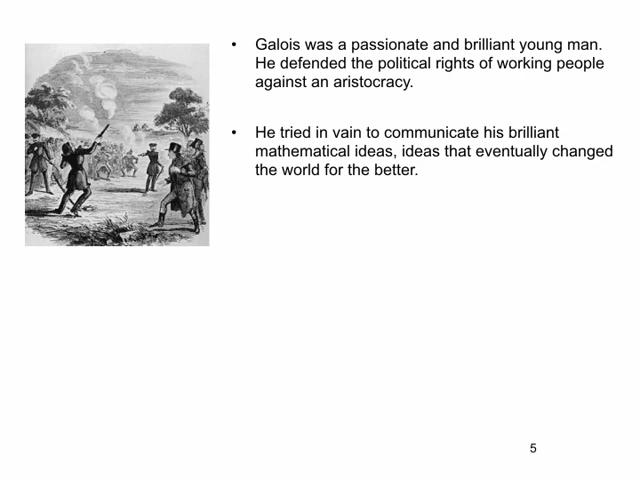 • Galois was a passionate and brilliant young man.
He defended the political rights of working people
against an aristocracy.
• He tried in vain to communicate his brilliant
mathematical ideas, ideas that eventually changed
the world for the better.
5